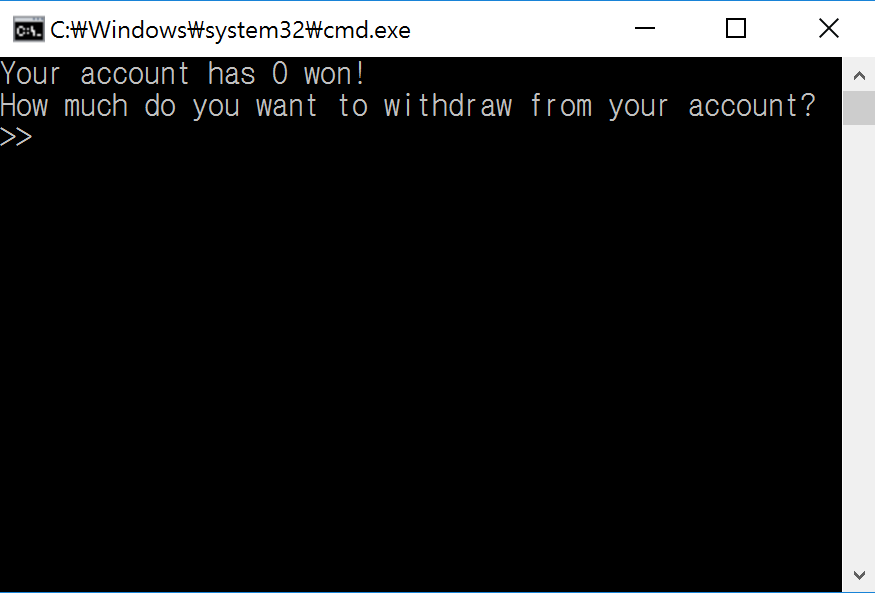 C:₩Windows₩system32₩cmd.exe
Your account has 0 won!
How much do you want to withdraw from your account?
>>